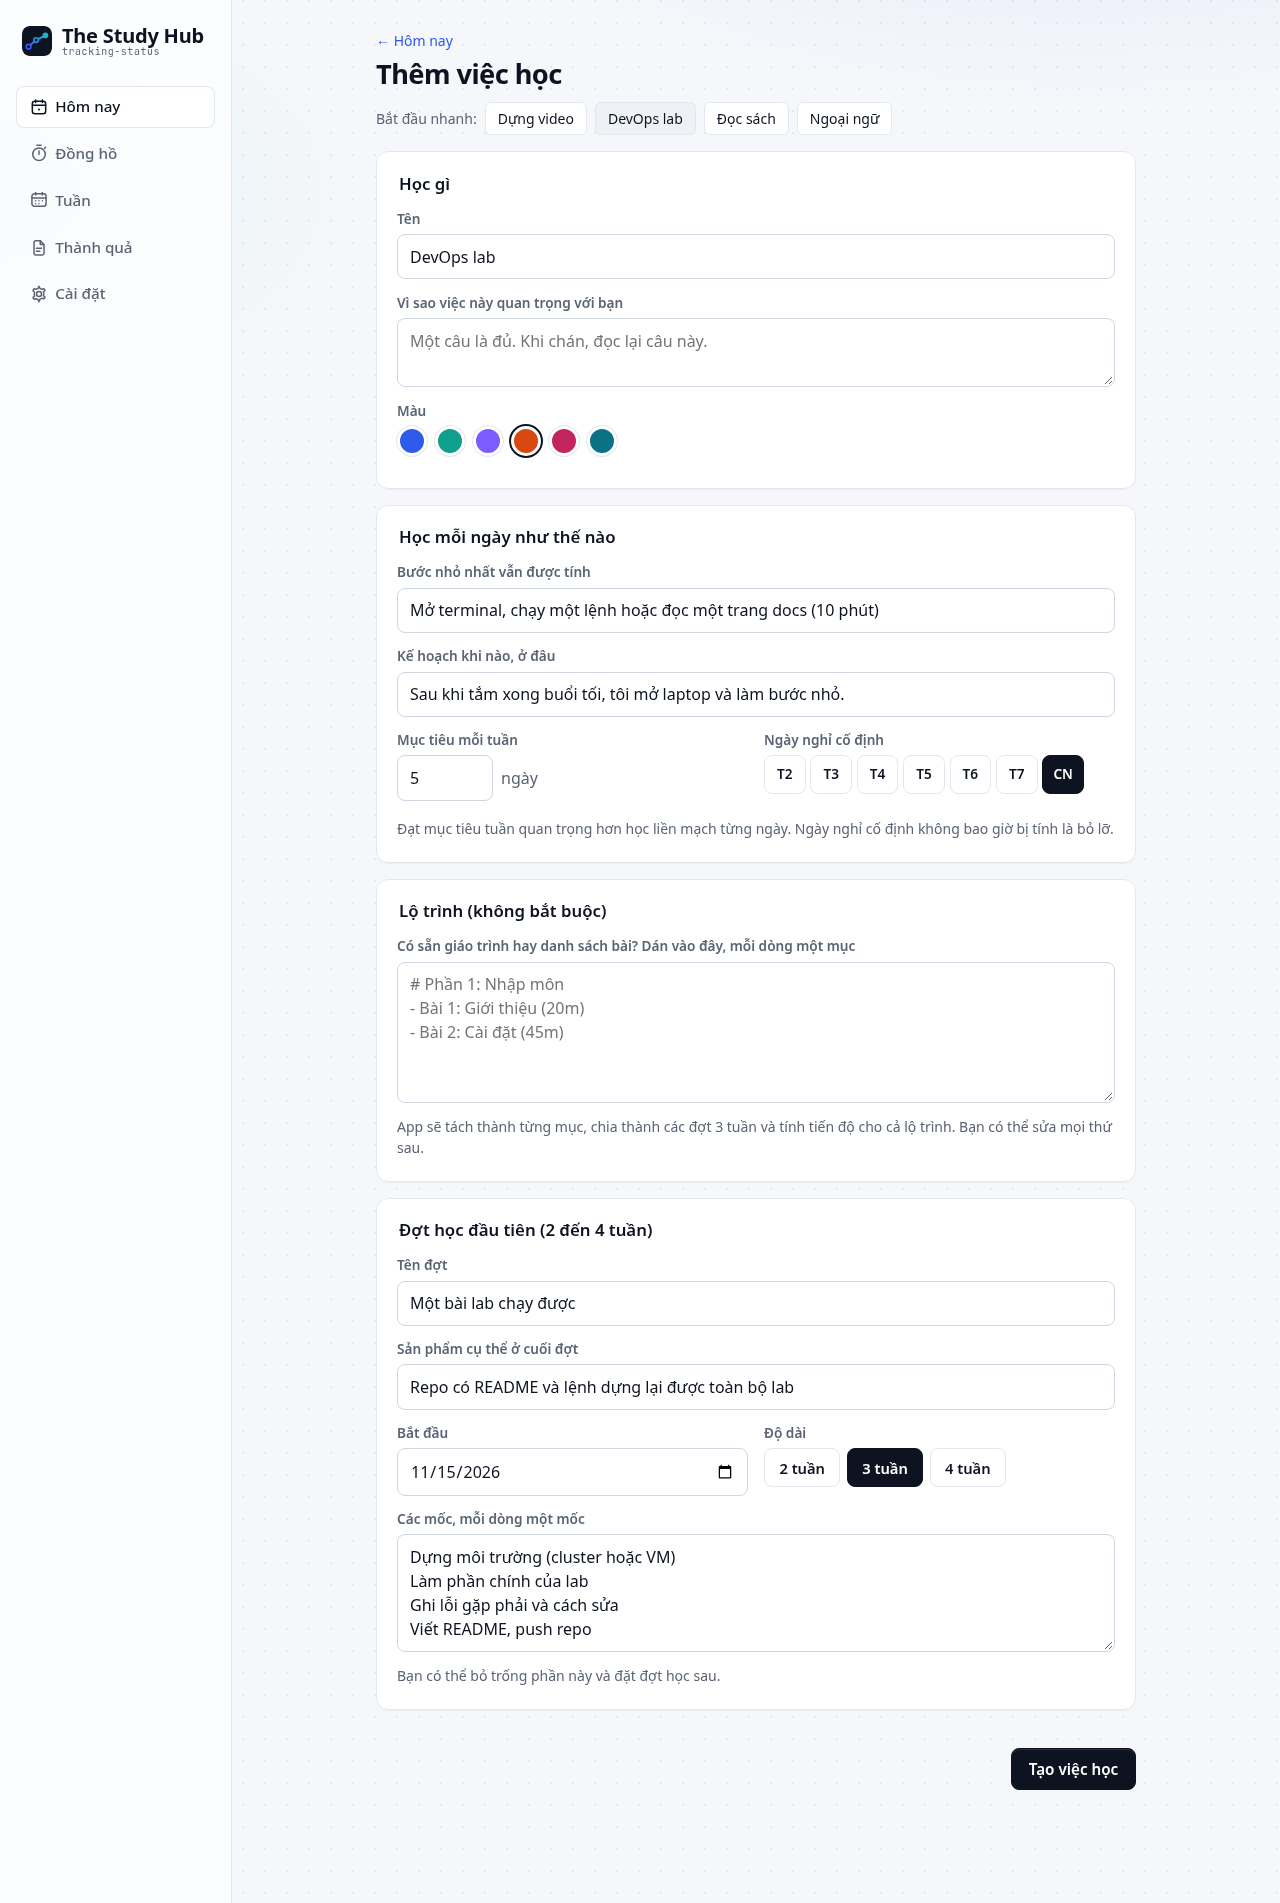 The Study Hub
tracking-status
Hôm nay
Đồng hồ
Tuần
Thành quả
Cài đặt
← Hôm nay
Thêm việc học
Bắt đầu nhanh: Dựng video DevOps lab Đọc sách Ngoại ngữ
Học gì
Tên
DevOps lab
Vì sao việc này quan trọng với bạn
Một câu là đủ. Khi chán, đọc lại câu này.
Màu
Học mỗi ngày như thế nào
Bước nhỏ nhất vẫn được tính
Mở terminal, chạy một lệnh hoặc đọc một trang docs (10 phút)
Kế hoạch khi nào, ở đâu
Sau khi tắm xong buổi tối, tôi mở laptop và làm bước nhỏ.
Mục tiêu mỗi tuần
5 ngày
Ngày nghỉ cố định
T2 T3 T4 T5 T6 T7 CN
Đạt mục tiêu tuần quan trọng hơn học liền mạch từng ngày. Ngày nghỉ cố định không bao giờ bị tính là bỏ lỡ.
Lộ trình (không bắt buộc)
Có sẵn giáo trình hay danh sách bài? Dán vào đây, mỗi dòng một mục
# Phần 1: Nhập môn
- Bài 1: Giới thiệu (20m)
- Bài 2: Cài đặt (45m)
App sẽ tách thành từng mục, chia thành các đợt 3 tuần và tính tiến độ cho cả lộ trình. Bạn có thể sửa mọi thứ
sau.
Đợt học đầu tiên (2 đến 4 tuần)
Tên đợt
Một bài lab chạy được
Sản phẩm cụ thể ở cuối đợt
Repo có README và lệnh dựng lại được toàn bộ lab
Bắt đầu
11/15/2026
Độ dài
2 tuần 3 tuần 4 tuần
Các mốc, mỗi dòng một mốc
Dựng môi trường (cluster hoặc VM)
Làm phần chính của lab
Ghi lỗi gặp phải và cách sửa
Viết README, push repo
Bạn có thể bỏ trống phần này và đặt đợt học sau.
Tạo việc học